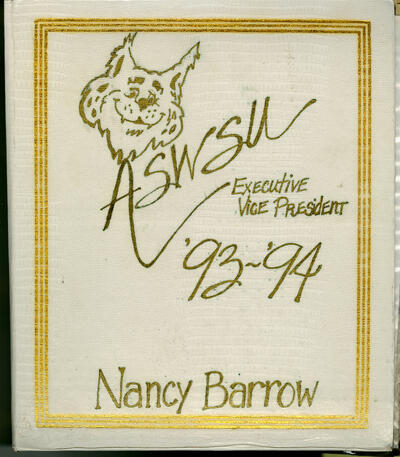 ASWSU
Executive
Vice President
'93~'94
Nancy Barrow